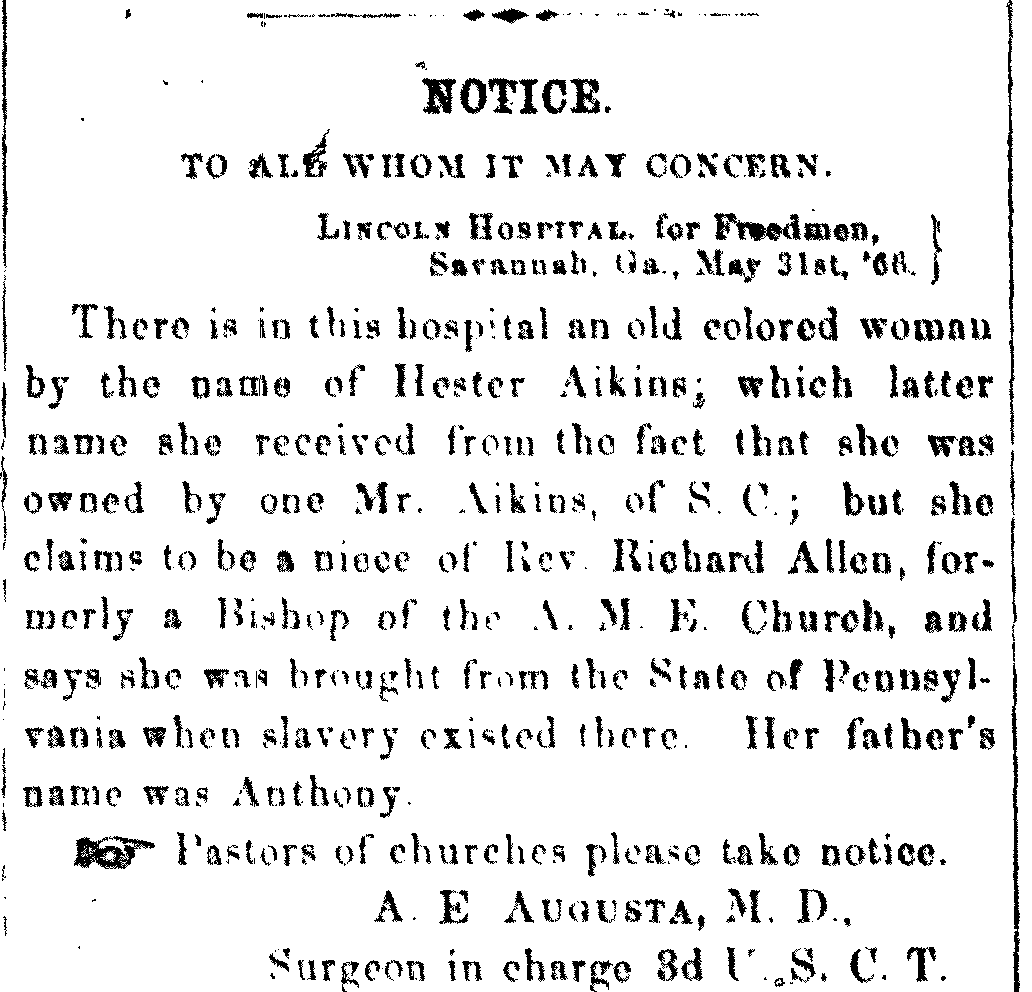 NOTICE.
TO ALL WHOM IT MAY CONCERN.
LINCOLN HOSPITAL. for Freedmen,
Savannah, Ga., May 31st, '66.
There is in this hospital an old colored woman
by the name of Hester Aikins; which latter
name she received from the fact that she was
owned by one Mr. Aikins, of S. C.; but she
claims to be a niece of Rev. Richard Allen, for-
merly a Bishop of the A. M. E. Church, and
says she was brought from the State of Pennsyl-
vania when slavery existed there. Her father's
name was Anthony.
☞ Pastors of churches please take notice.
A. E AUGUSTA, M. D.,
Surgeon in charge 3d U. S. C. T.